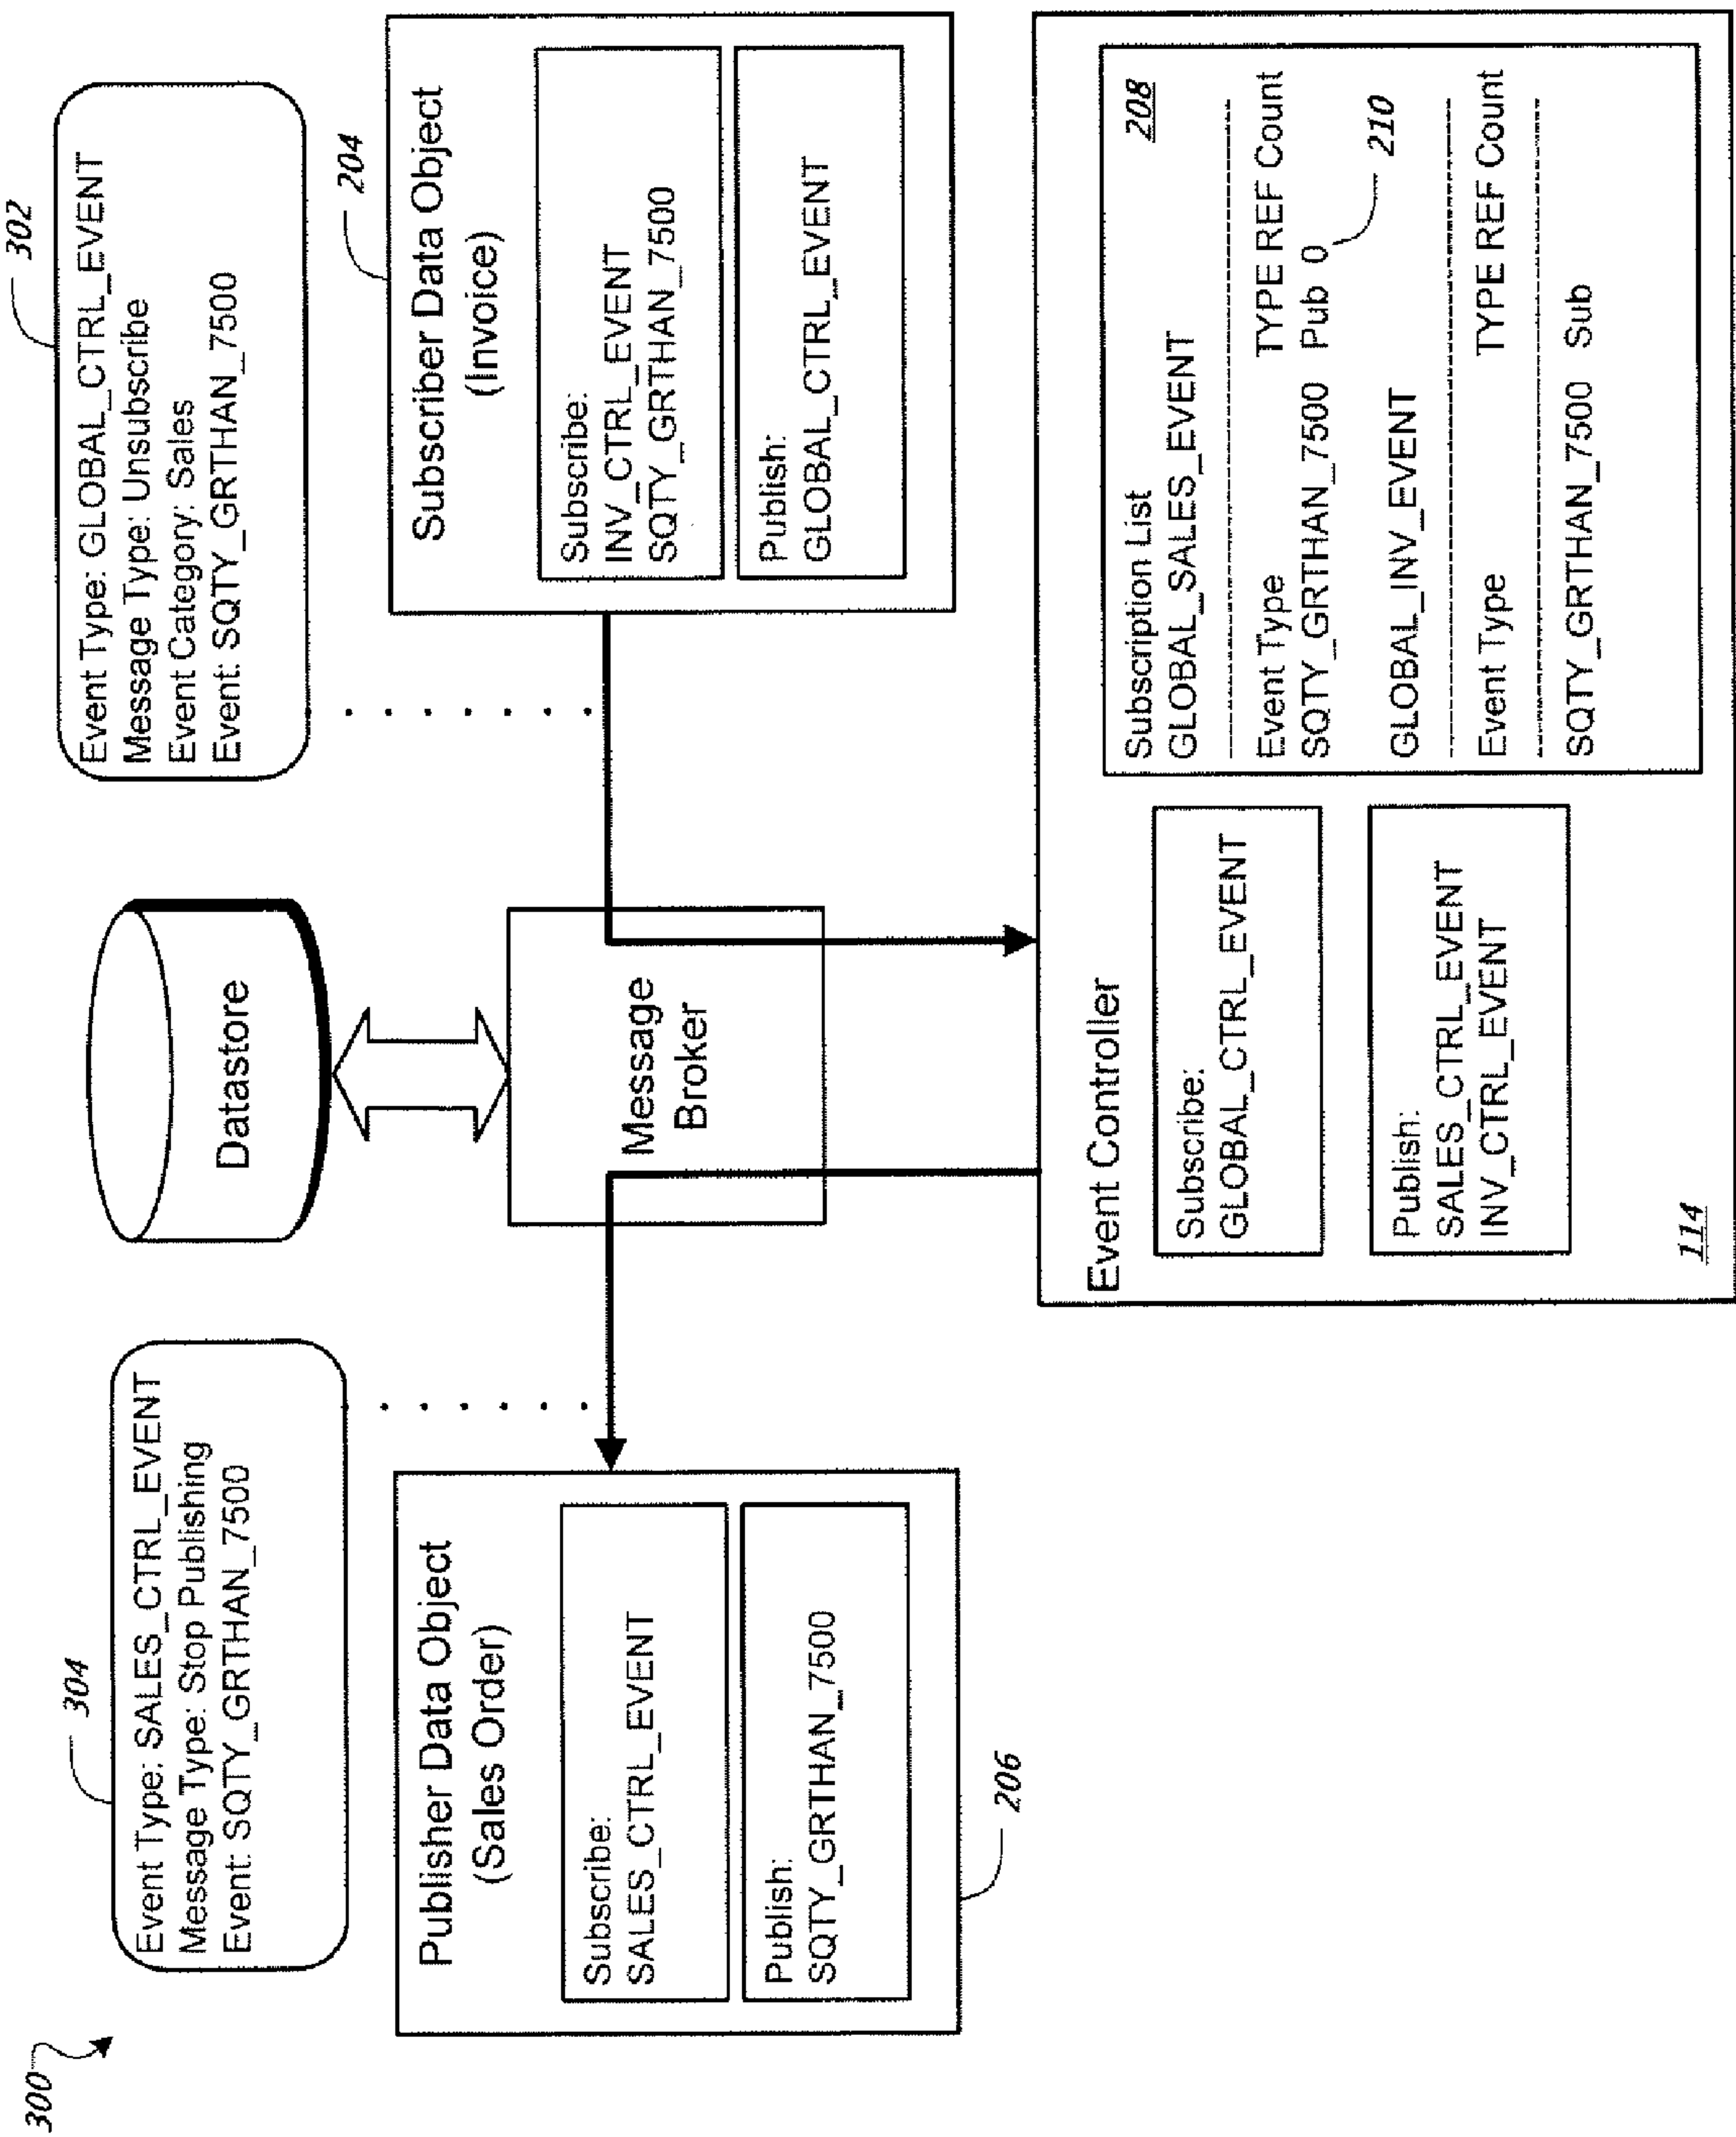 300
304
Event Type: SALES_CTRL_EVENT
Message Type: Stop Publishing
Event: SQTY_GRTHAN_7500
Datastore
302
Event Type: GLOBAL_CTRL_EVENT
Message Type: Unsubscribe
Event Category: Sales
Event: SQTY_GRTHAN_7500
Publisher Data Object
(Sales Order)
Subscribe:
SALES_CTRL_EVENT
Publish:
SQTY_GRTHAN_7500
206
Message
Broker
204
Subscriber Data Object
(Invoice)
Subscribe:
INV_CTRL_EVENT
SQTY_GRTHAN_7500
Publish:
GLOBAL_CTRL_EVENT
Event Controller
Subscribe:
GLOBAL_CTRL_EVENT
Publish:
SALES_CTRL_EVENT
INV_CTRL_EVENT
114
Subscription List 208
GLOBAL_SALES_EVENT
Event Type TYPE REF Count
SQTY_GRTHAN_7500 Pub 0
210
GLOBAL_INV_EVENT
Event Type TYPE REF Count
SQTY_GRTHAN_7500 Sub